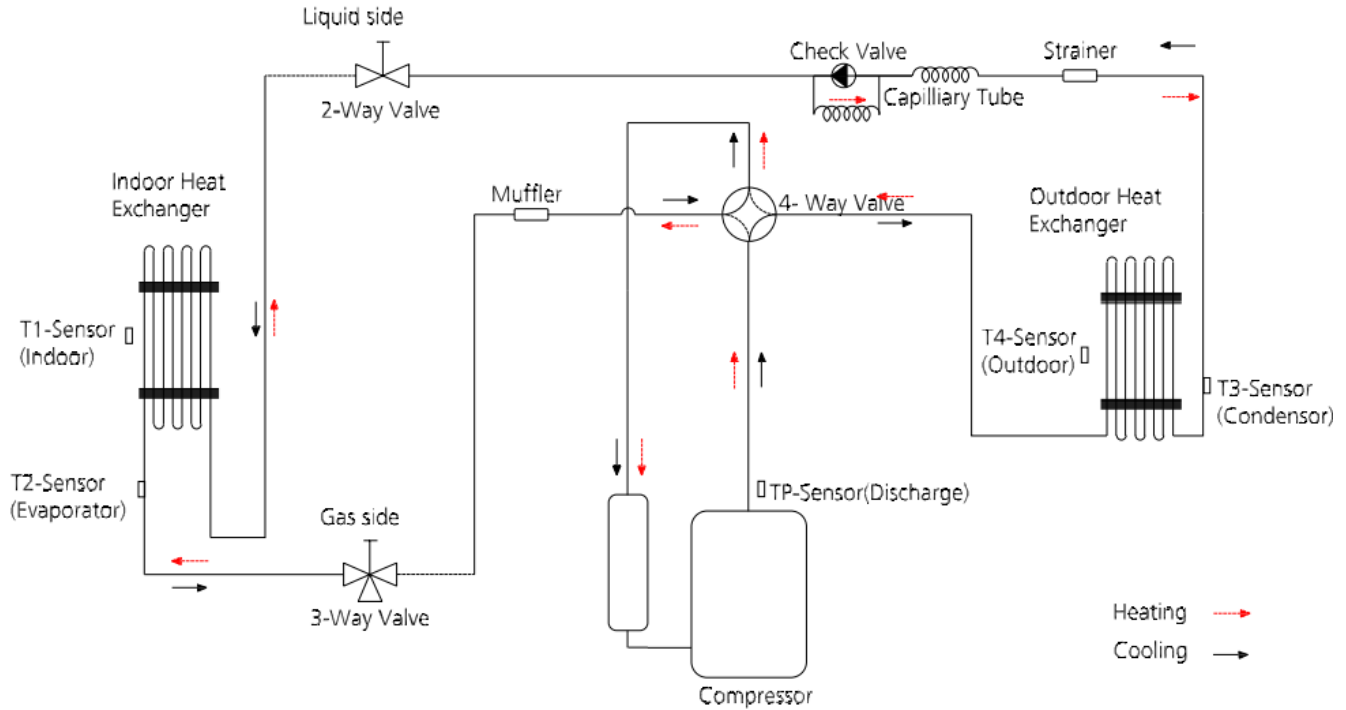 Liquid side
2-Way Valve
Check Valve
Capilliary Tube
Strainer
Indoor Heat
Exchanger
Muffler
4- Way Valve
Outdoor Heat
Exchanger
T1-Sensor
(Indoor)
T4-Sensor
(Outdoor)
T3-Sensor
(Condensor)
T2-Sensor
(Evaporator)
TP-Sensor(Discharge)
Gas side
3-Way Valve
Compressor
Heating
Cooling